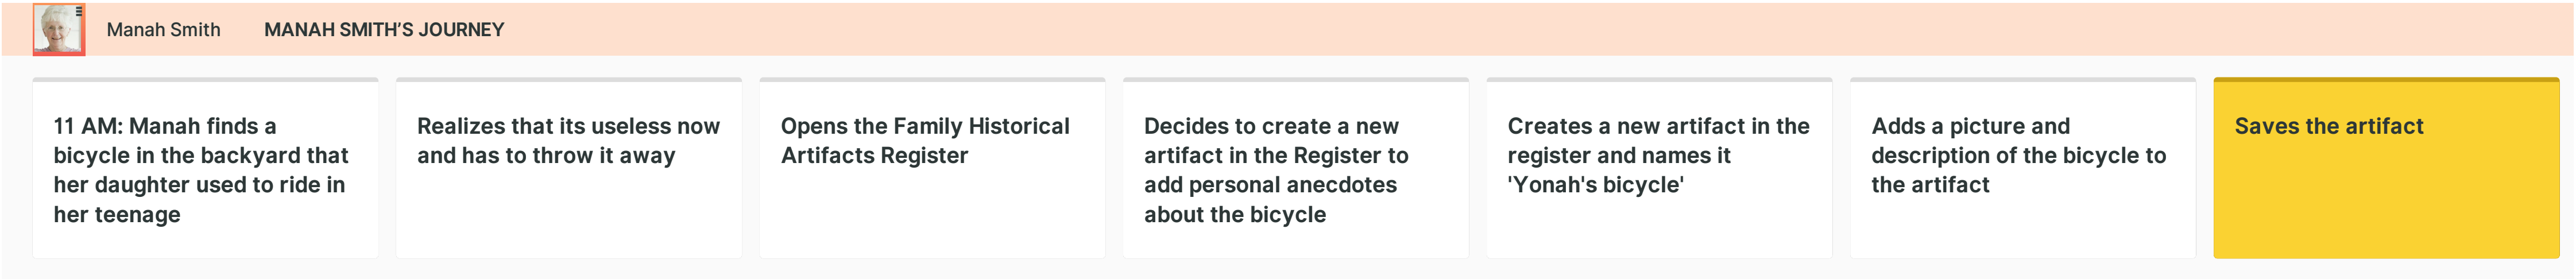 Manah Smith
MANAH SMITH’S JOURNEY
11 AM: Manah finds a
bicycle in the backyard that
her daughter used to ride in
her teenage
Realizes that its useless now
and has to throw it away
Opens the Family Historical
Artifacts Register
Decides to create a new
artifact in the Register to
add personal anecdotes
about the bicycle
Creates a new artifact in the
register and names it
'Yonah's bicycle'
Adds a picture and
description of the bicycle to
the artifact
Saves the artifact